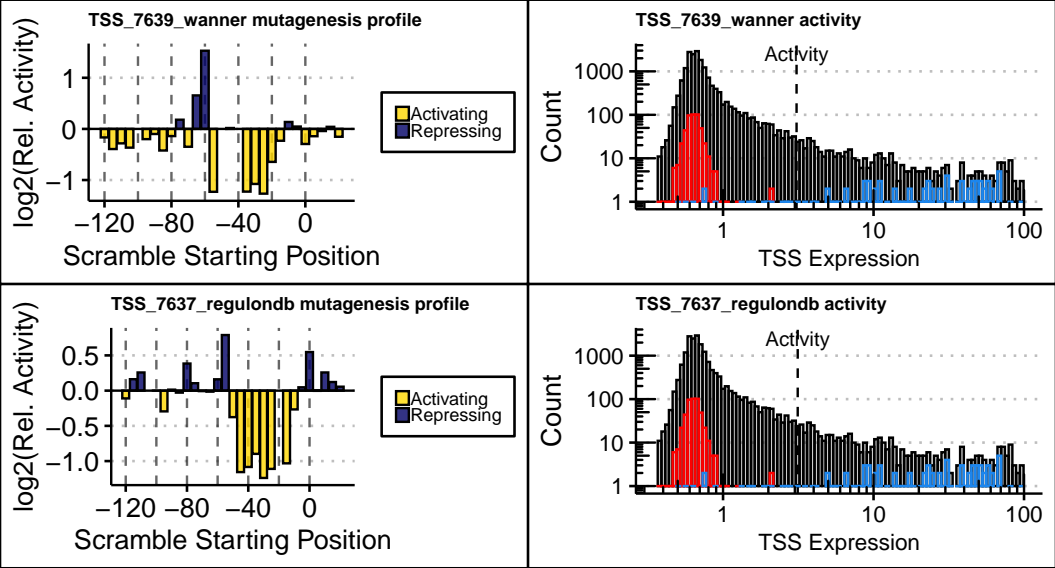 TSS_7639_wanner mutagenesis profile
log2(Rel. Activity)
1
0
−1
−120
−80
−40
0
Scramble Starting Position
Activating
Repressing
TSS_7639_wanner activity
Activity
Count
1000
100
10
1
1
10
100
TSS Expression
TSS_7637_regulondb mutagenesis profile
log2(Rel. Activity)
0.5
0.0
−0.5
−1.0
−120
−80
−40
0
Scramble Starting Position
Activating
Repressing
TSS_7637_regulondb activity
Activity
Count
1000
100
10
1
1
10
100
TSS Expression